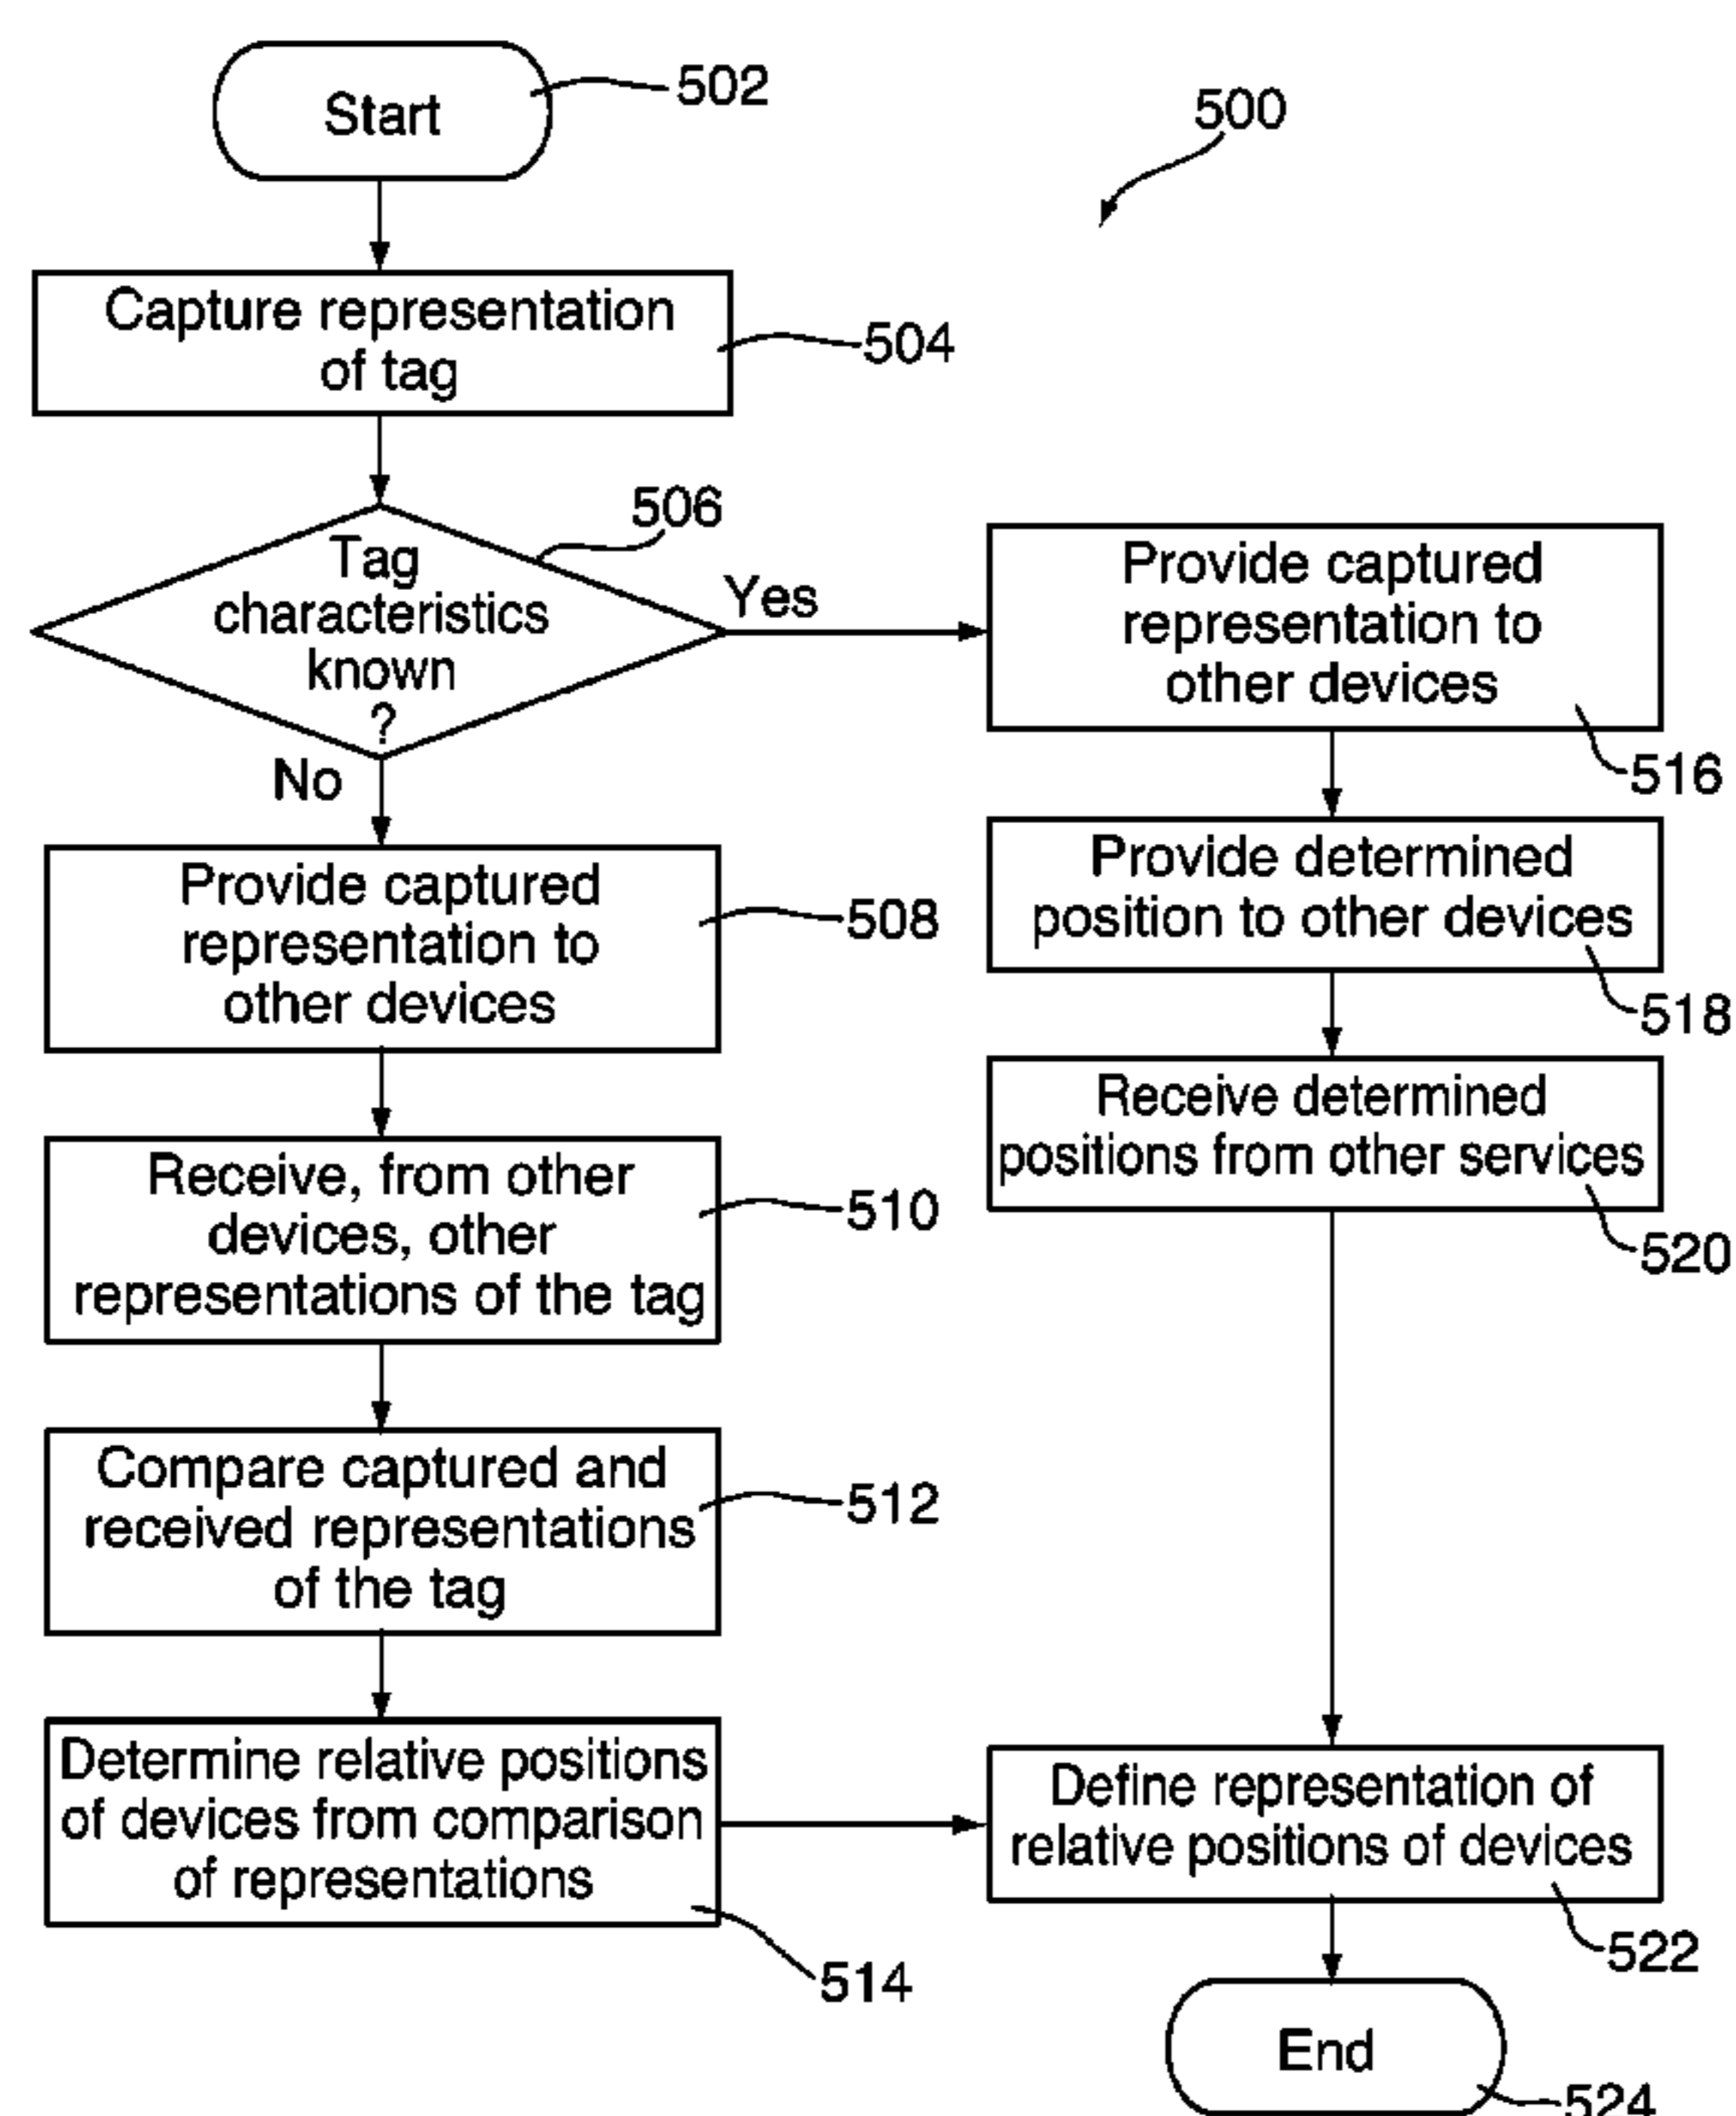 Start
502
500
Capture representation
of tag
504
Tag
characteristics
known
?
506
Yes
No
Provide captured
representation to
other devices
508
Receive, from other
devices, other
representations of the tag
510
Compare captured and
received representations
of the tag
512
Determine relative positions
of devices from comparison
of representations
514
Provide captured
representation to
other devices
516
Provide determined
position to other devices
518
Receive determined
positions from other services
520
Define representation of
relative positions of devices
522
End
524